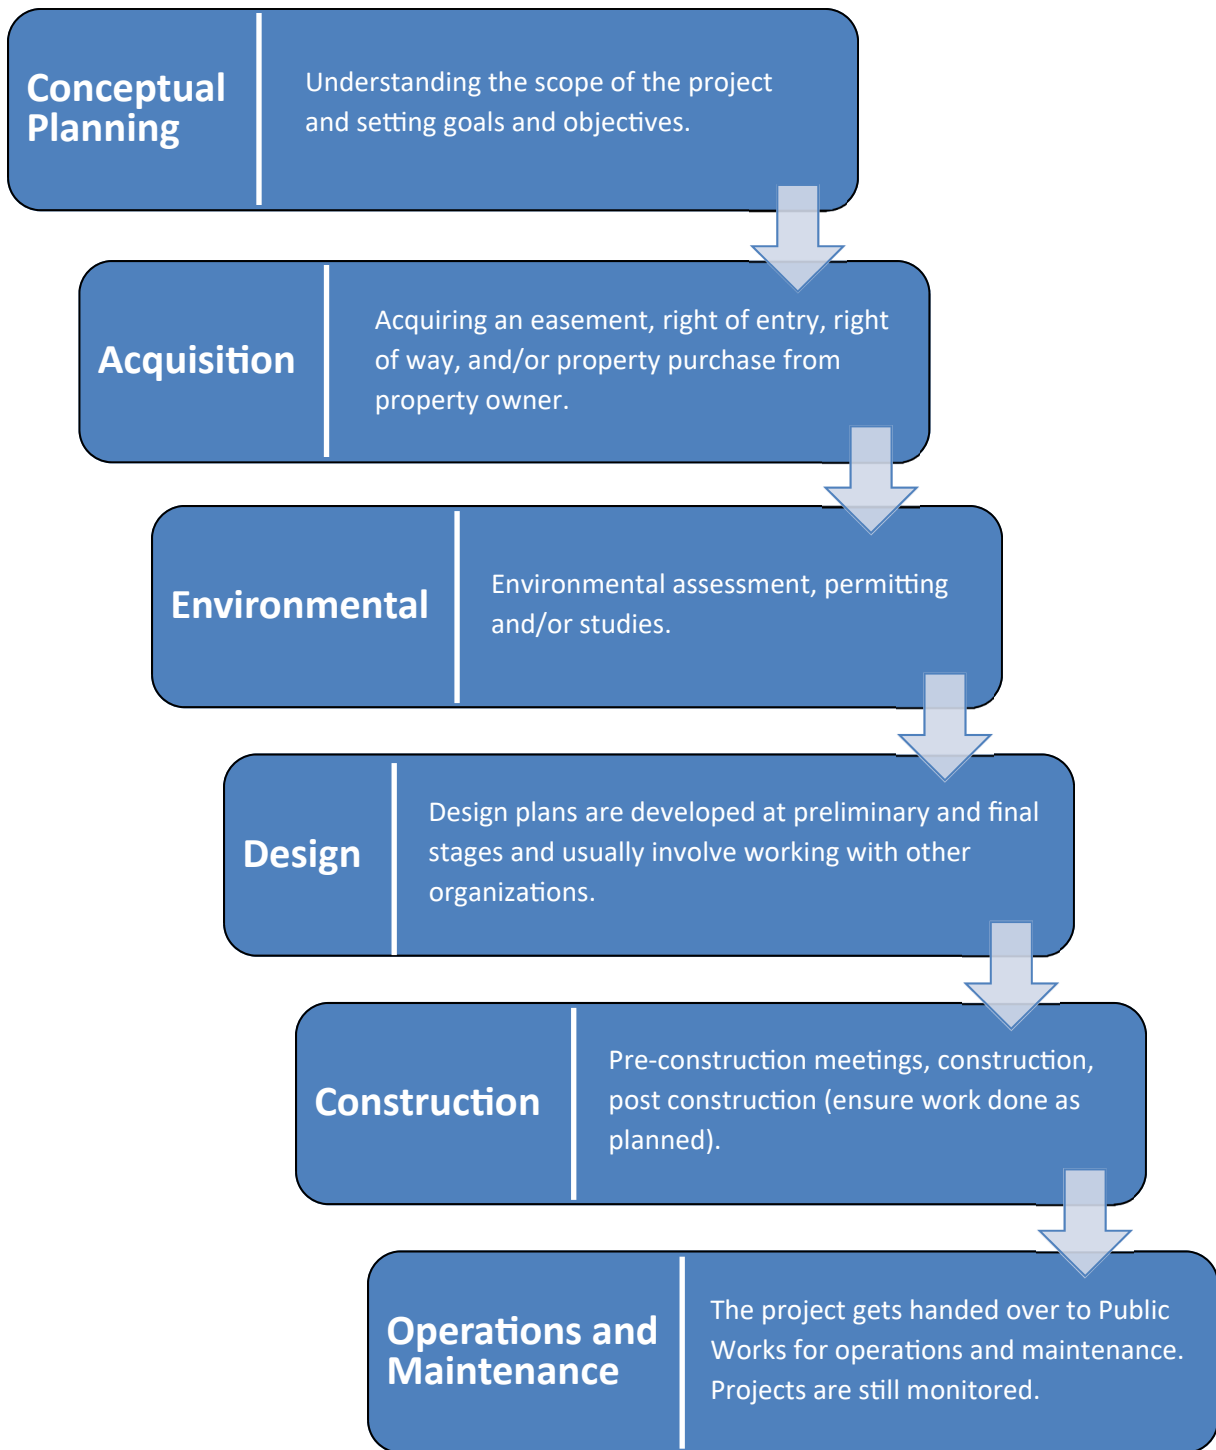 Conceptual
Planning
Understanding the scope of the project
and setting goals and objectives.
Acquisition
Acquiring an easement, right of entry, right
of way, and/or property purchase from
property owner.
Environmental
Environmental assessment, permitting
and/or studies.
Design
Design plans are developed at preliminary and final
stages and usually involve working with other
organizations.
Construction
Pre-construction meetings, construction,
post construction (ensure work done as
planned).
Operations and
Maintenance
The project gets handed over to Public
Works for operations and maintenance.
Projects are still monitored.